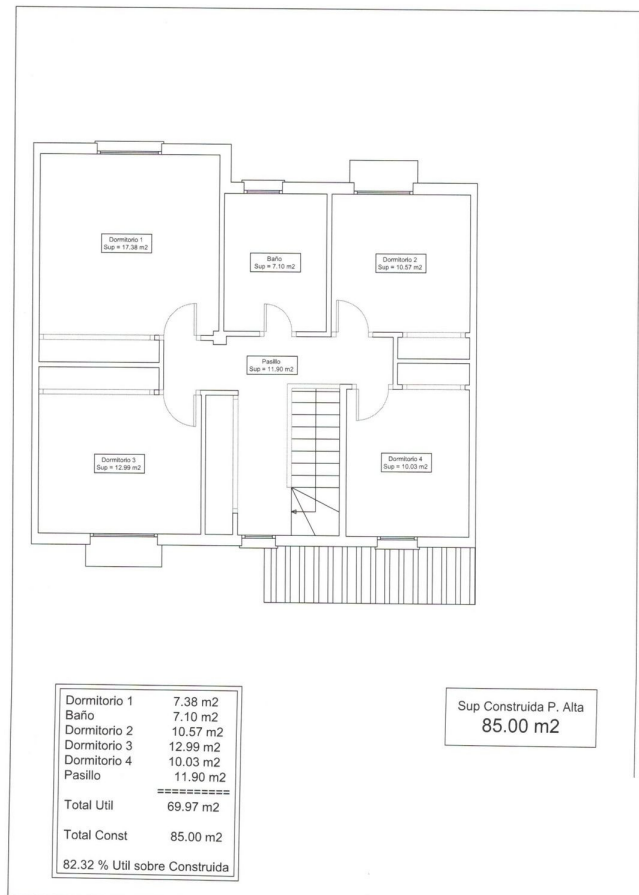 Dormitorio 1
Sup = 17.38 m2
Baño
Sup = 7.10 m2
Dormitorio 2
Sup = 10.57 m2
Pasillo
Sup = 11.90 m2
Dormitorio 3
Sup = 12.99 m2
Dormitorio 4
Sup = 10.03 m2
Dormitorio 1 7.38 m2
Baño 7.10 m2
Dormitorio 2 10.57 m2
Dormitorio 3 12.99 m2
Dormitorio 4 10.03 m2
Pasillo 11.90 m2
==========
Total Util 69.97 m2
Total Const 85.00 m2
82.32 % Util sobre Construida
Sup Construida P. Alta
85.00 m2